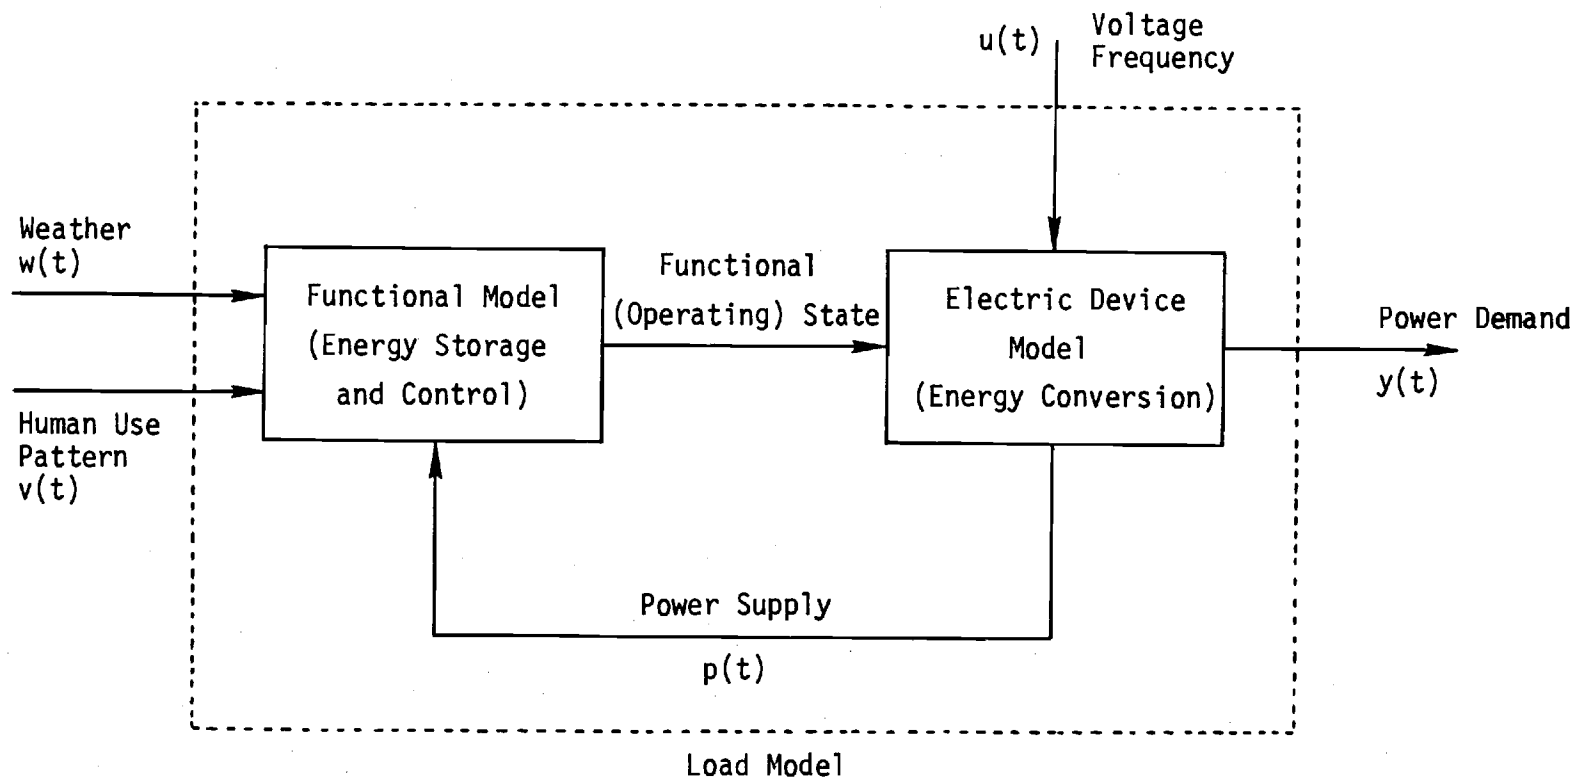 u(t)
Voltage
Frequency
Weather
w(t)
Human Use
Pattern
v(t)
Functional Model
(Energy Storage
and Control)
Functional
(Operating) State
Electric Device
Model
(Energy Conversion)
Power Demand
y(t)
Power Supply
p(t)
Load Model